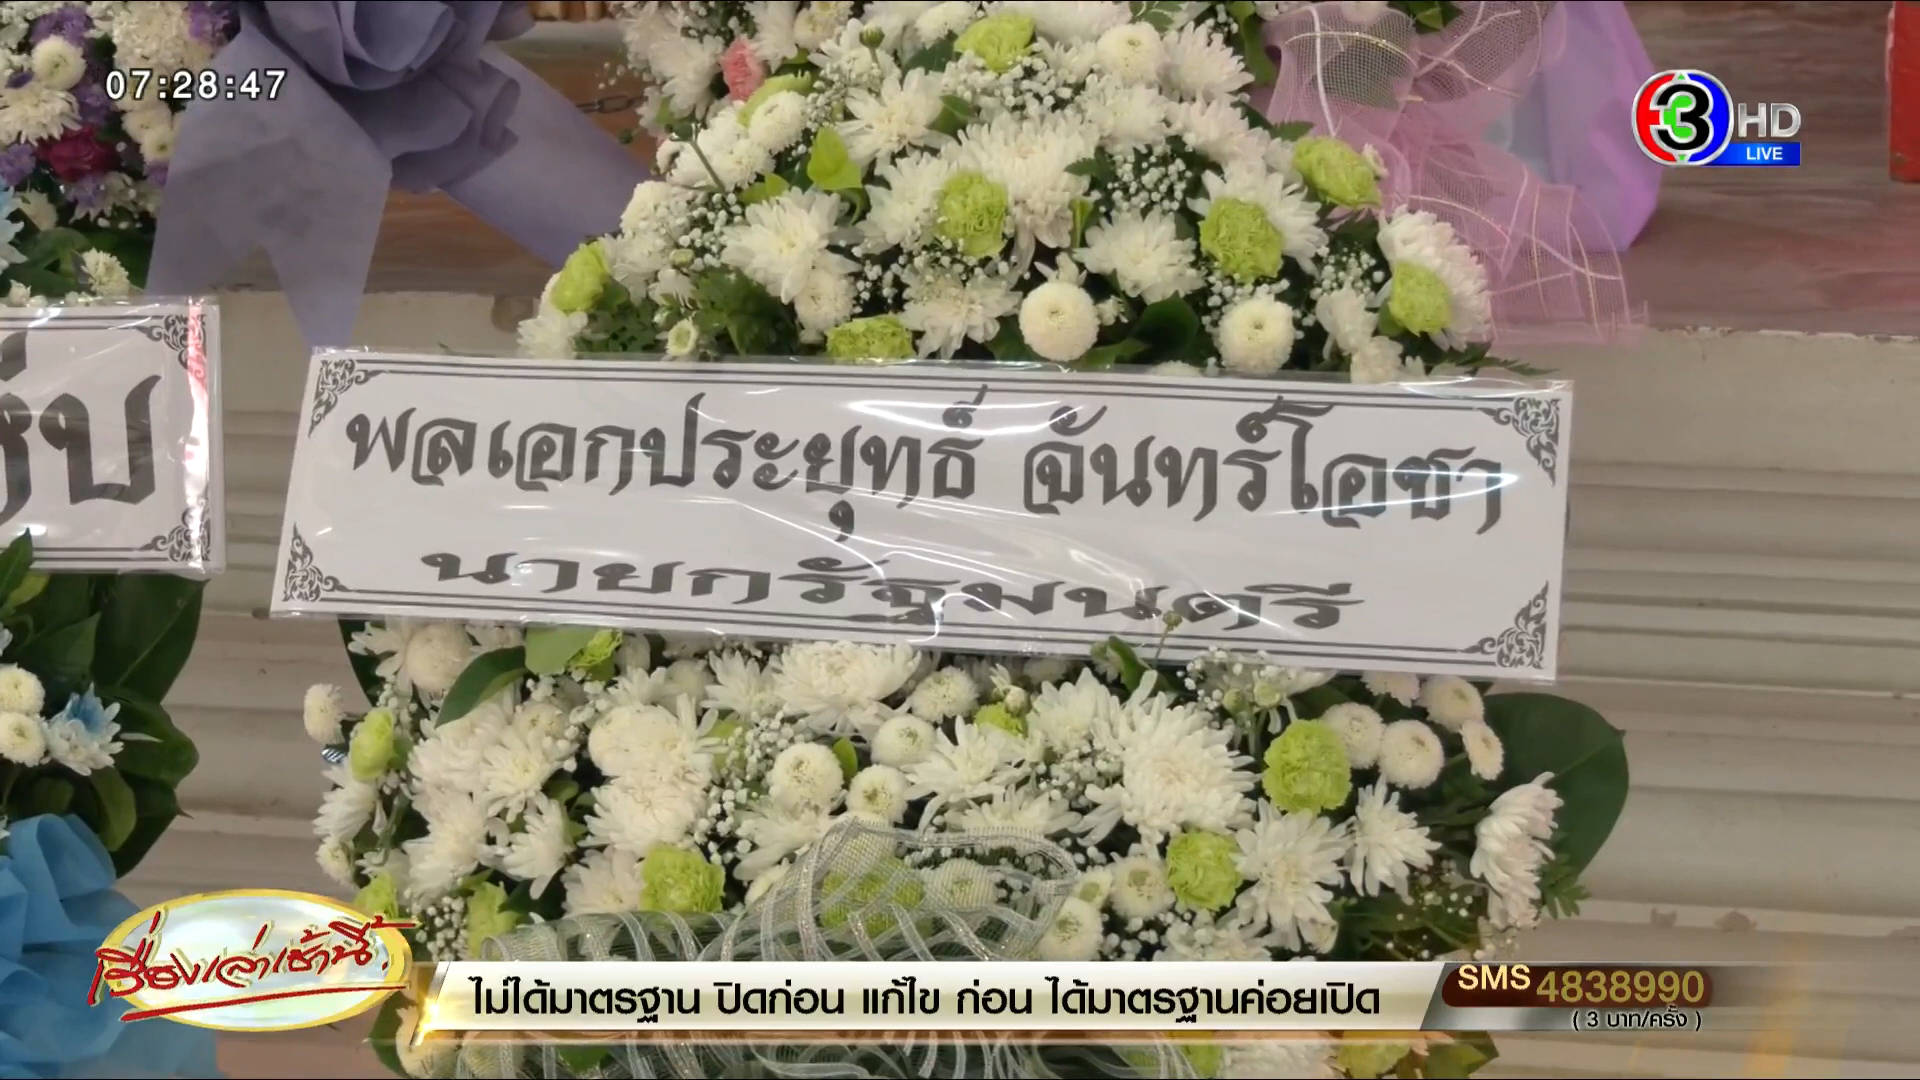 07:28:47
3 HD
LIVE
พลเอกประยุทธ์ จันทร์โอชา
นายกรัฐมนตรี
เรื่องเล่าเช้านี้
ไม่ได้มาตรฐาน ปิดก่อน แก้ไข ก่อน ได้มาตรฐานค่อยเปิด
SMS 4838990
( 3 บาท/ครั้ง )